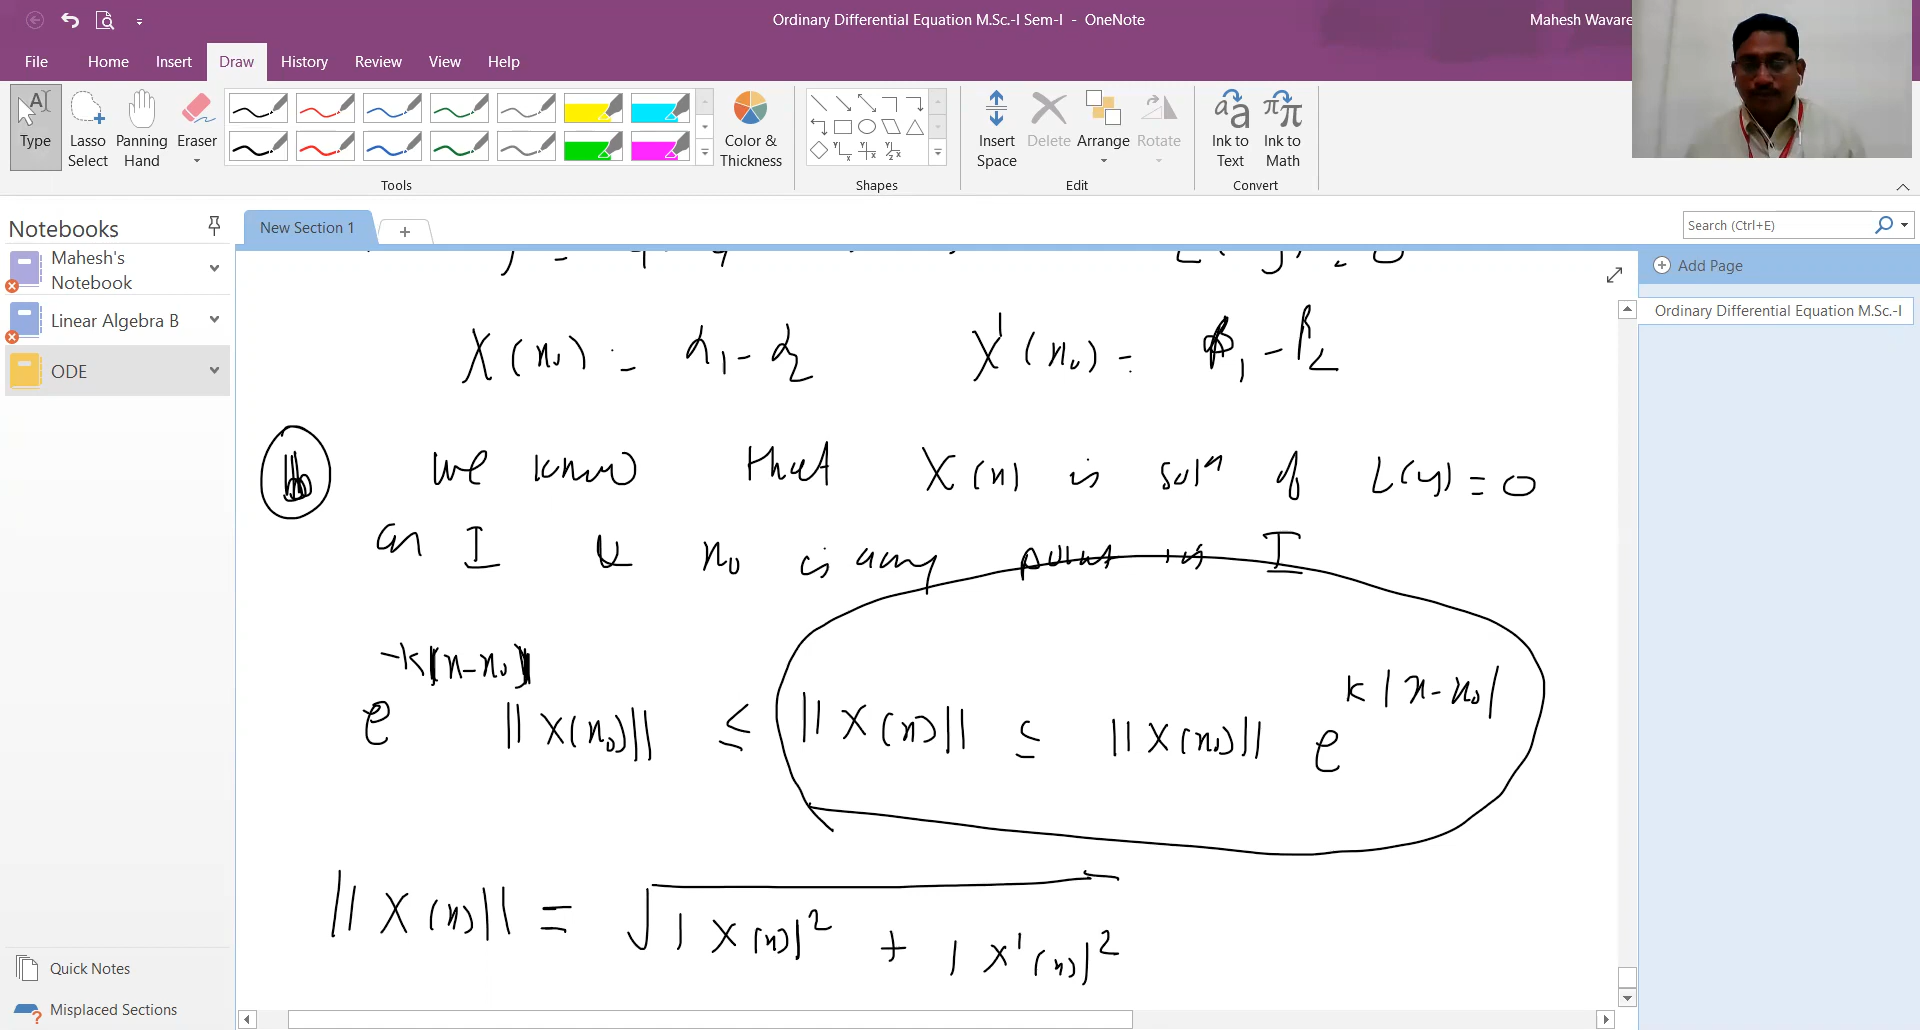 Ordinary Differential Equation M.Sc.-I Sem-I - OneNote
Mahesh Wavare
File Home Insert Draw History Review View Help
Type
Lasso Select
Panning Hand
Eraser
Color & Thickness
Insert Space
Delete
Arrange
Rotate
Ink to Text
Ink to Math
Tools
Shapes
Edit
Convert
Notebooks
New Section 1
+
Search (Ctrl+E)
Mahesh's Notebook
Linear Algebra B
ODE
Add Page
Ordinary Differential Equation M.Sc.-I
X(x₀) = α₁ - α₂ X'(x₀) = β₁ - β₂
We know that X(x) is solⁿ of L(y) = 0
on I & x₀ is any point in I
e^{-k|x-x₀|} ||X(x₀)|| ≤ ||X(x)|| ≤ ||X(x₀)|| e^{k|x-x₀|}
||X(x)|| = √(|X(x)|² + |X'(x)|²)
Quick Notes
Misplaced Sections